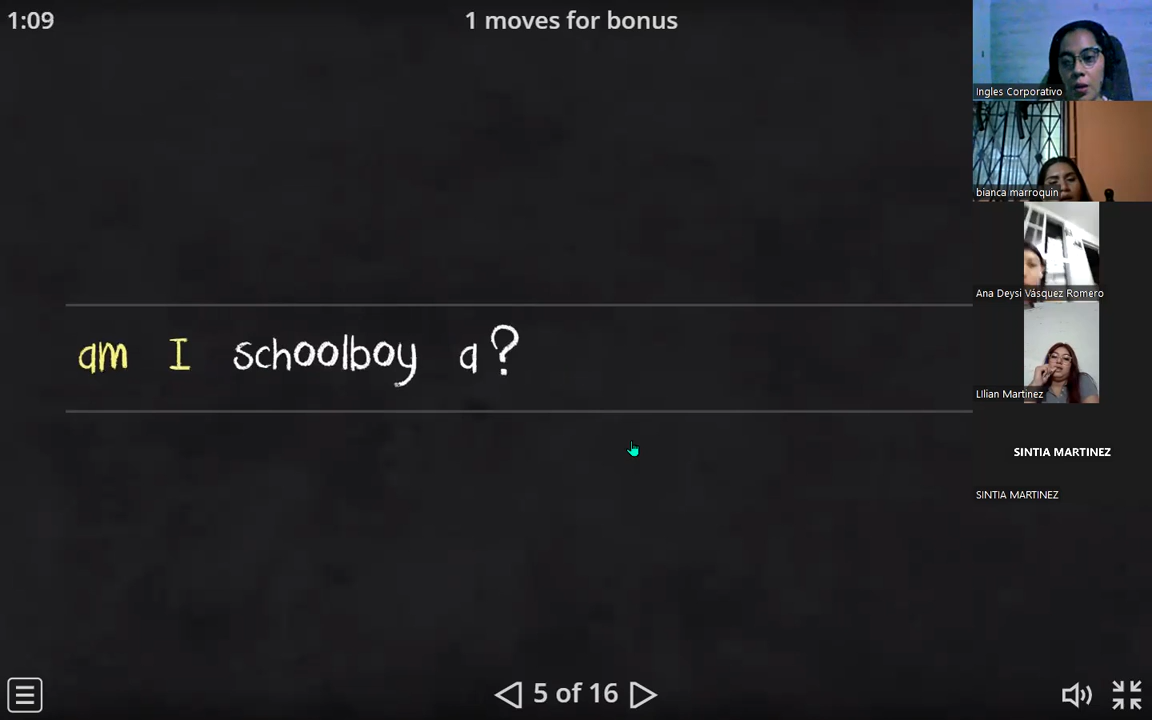 1:09
1 moves for bonus
Ingles Corporativo
bianca marroquin
Ana Deysi Vásquez Romero
am I schoolboy a?
LIlian Martinez
SINTIA MARTINEZ
SINTIA MARTINEZ
5 of 16